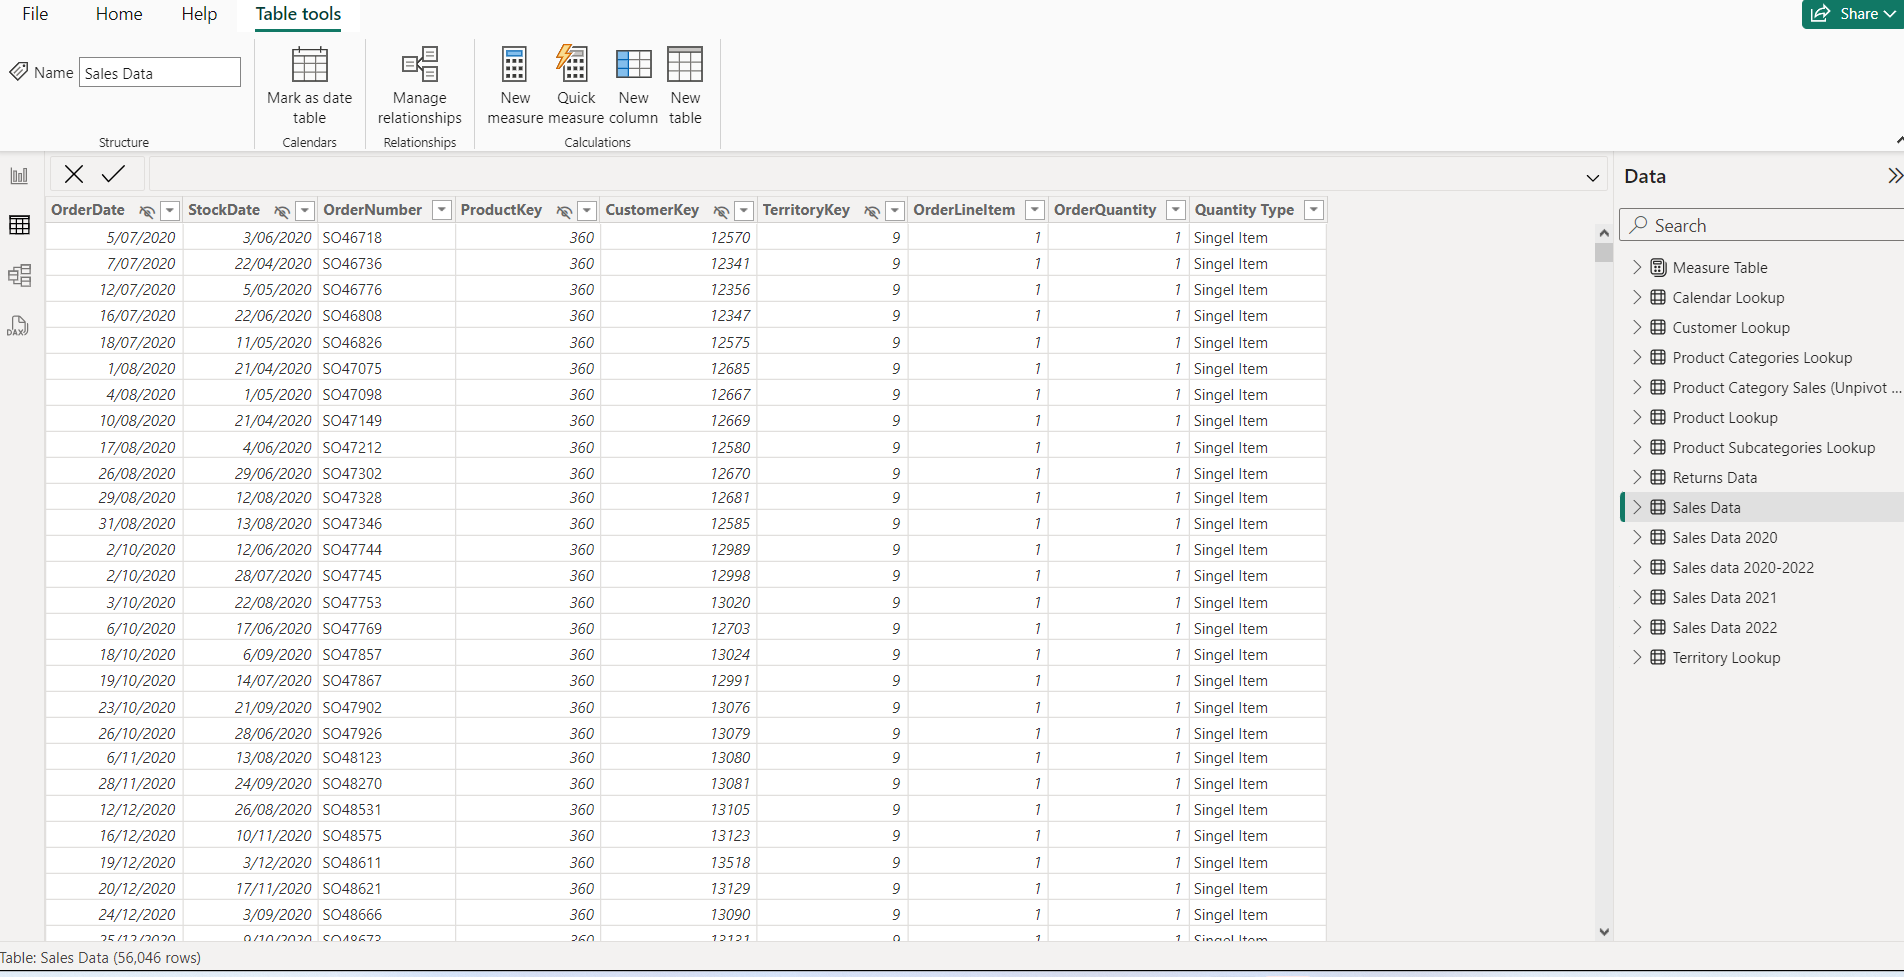 File Home Help Table tools Share
Name Sales Data
Mark as date table
Manage relationships
New measure
Quick measure
New column
New table
Structure Calendars Relationships Calculations
Data
Search
OrderDate StockDate OrderNumber ProductKey CustomerKey TerritoryKey OrderLineItem OrderQuantity Quantity Type
5/07/2020 3/06/2020 SO46718 360 12570 9 1 1 Singel Item
7/07/2020 22/04/2020 SO46736 360 12341 9 1 1 Singel Item
12/07/2020 5/05/2020 SO46776 360 12356 9 1 1 Singel Item
16/07/2020 22/06/2020 SO46808 360 12347 9 1 1 Singel Item
18/07/2020 11/05/2020 SO46826 360 12575 9 1 1 Singel Item
1/08/2020 21/04/2020 SO47075 360 12685 9 1 1 Singel Item
4/08/2020 1/05/2020 SO47098 360 12667 9 1 1 Singel Item
10/08/2020 21/04/2020 SO47149 360 12669 9 1 1 Singel Item
17/08/2020 4/06/2020 SO47212 360 12580 9 1 1 Singel Item
26/08/2020 29/06/2020 SO47302 360 12670 9 1 1 Singel Item
29/08/2020 12/08/2020 SO47328 360 12681 9 1 1 Singel Item
31/08/2020 13/08/2020 SO47346 360 12585 9 1 1 Singel Item
2/10/2020 12/06/2020 SO47744 360 12989 9 1 1 Singel Item
2/10/2020 28/07/2020 SO47745 360 12998 9 1 1 Singel Item
3/10/2020 22/08/2020 SO47753 360 13020 9 1 1 Singel Item
6/10/2020 17/06/2020 SO47769 360 12703 9 1 1 Singel Item
18/10/2020 6/09/2020 SO47857 360 13024 9 1 1 Singel Item
19/10/2020 14/07/2020 SO47867 360 12991 9 1 1 Singel Item
23/10/2020 21/09/2020 SO47902 360 13076 9 1 1 Singel Item
26/10/2020 28/06/2020 SO47926 360 13079 9 1 1 Singel Item
6/11/2020 13/08/2020 SO48123 360 13080 9 1 1 Singel Item
28/11/2020 24/09/2020 SO48270 360 13081 9 1 1 Singel Item
12/12/2020 26/08/2020 SO48531 360 13105 9 1 1 Singel Item
16/12/2020 10/11/2020 SO48575 360 13123 9 1 1 Singel Item
19/12/2020 3/12/2020 SO48611 360 13518 9 1 1 Singel Item
20/12/2020 17/11/2020 SO48621 360 13129 9 1 1 Singel Item
24/12/2020 3/09/2020 SO48666 360 13090 9 1 1 Singel Item
25/12/2020 9/10/2020 SO48673 360 13131 9 1 1 Singel Item
DAX
Measure Table
Calendar Lookup
Customer Lookup
Product Categories Lookup
Product Category Sales (Unpivot ...
Product Lookup
Product Subcategories Lookup
Returns Data
Sales Data
Sales Data 2020
Sales data 2020-2022
Sales Data 2021
Sales Data 2022
Territory Lookup
Table: Sales Data (56,046 rows)